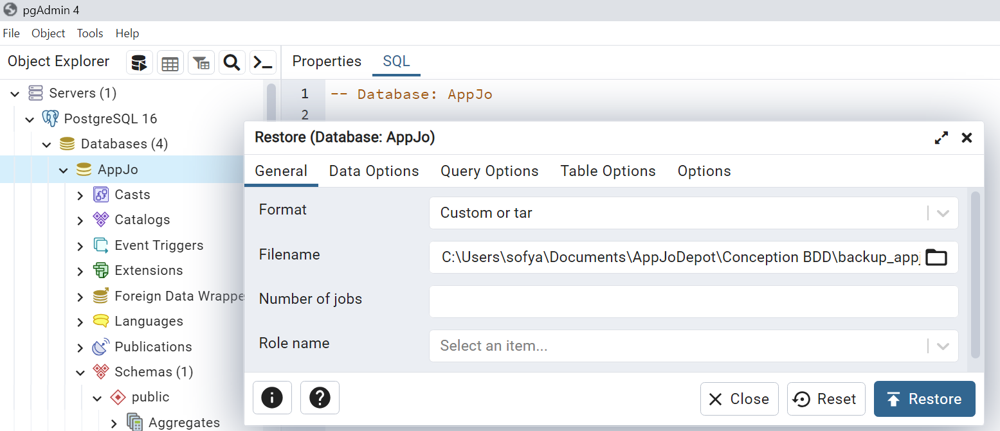 pgAdmin 4
File Object Tools Help
Object Explorer
Properties SQL
Servers (1)
PostgreSQL 16
Databases (4)
AppJo
Casts
Catalogs
Event Triggers
Extensions
Foreign Data Wrappe
Languages
Publications
Schemas (1)
public
Aggregates
1 -- Database: AppJo
2
Restore (Database: AppJo)
General Data Options Query Options Table Options Options
Format Custom or tar
Filename C:\Users\sofya\Documents\AppJoDepot\Conception BDD\backup_appj
Number of jobs
Role name Select an item...
Close Reset Restore